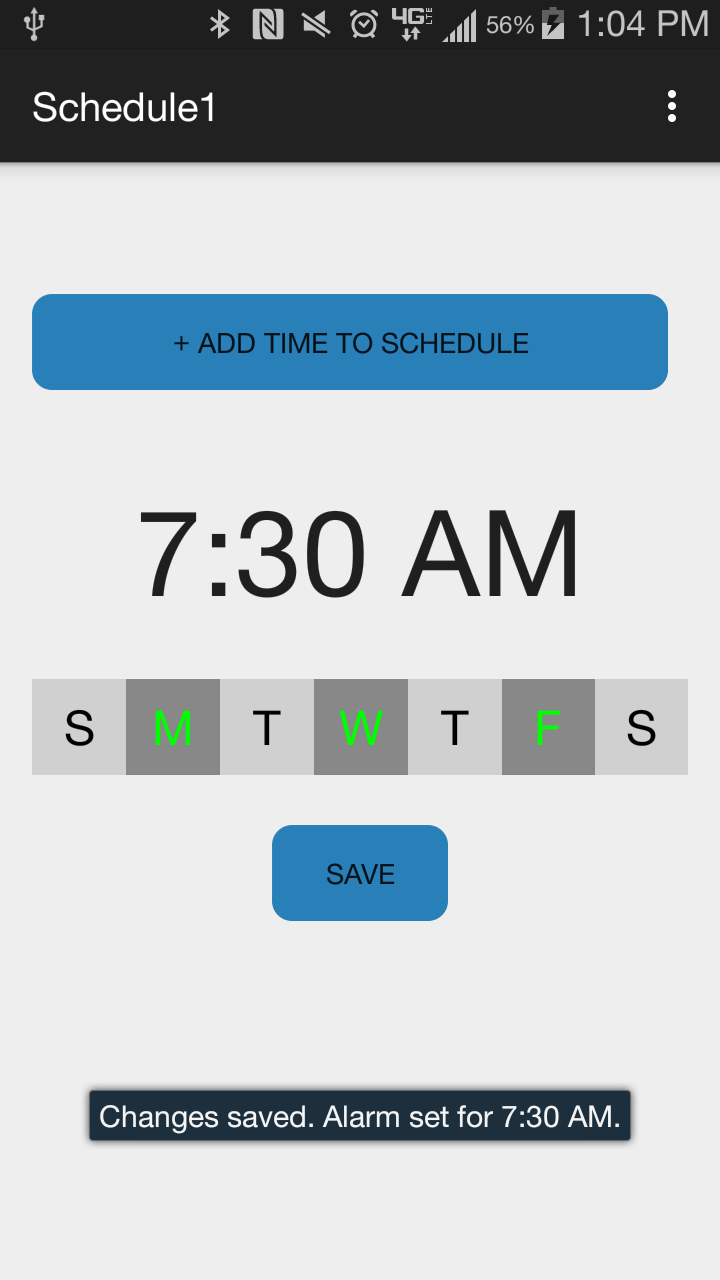 4G LTE 56% 1:04 PM
Schedule1
+ ADD TIME TO SCHEDULE
7:30 AM
S M T W T F S
SAVE
Changes saved. Alarm set for 7:30 AM.